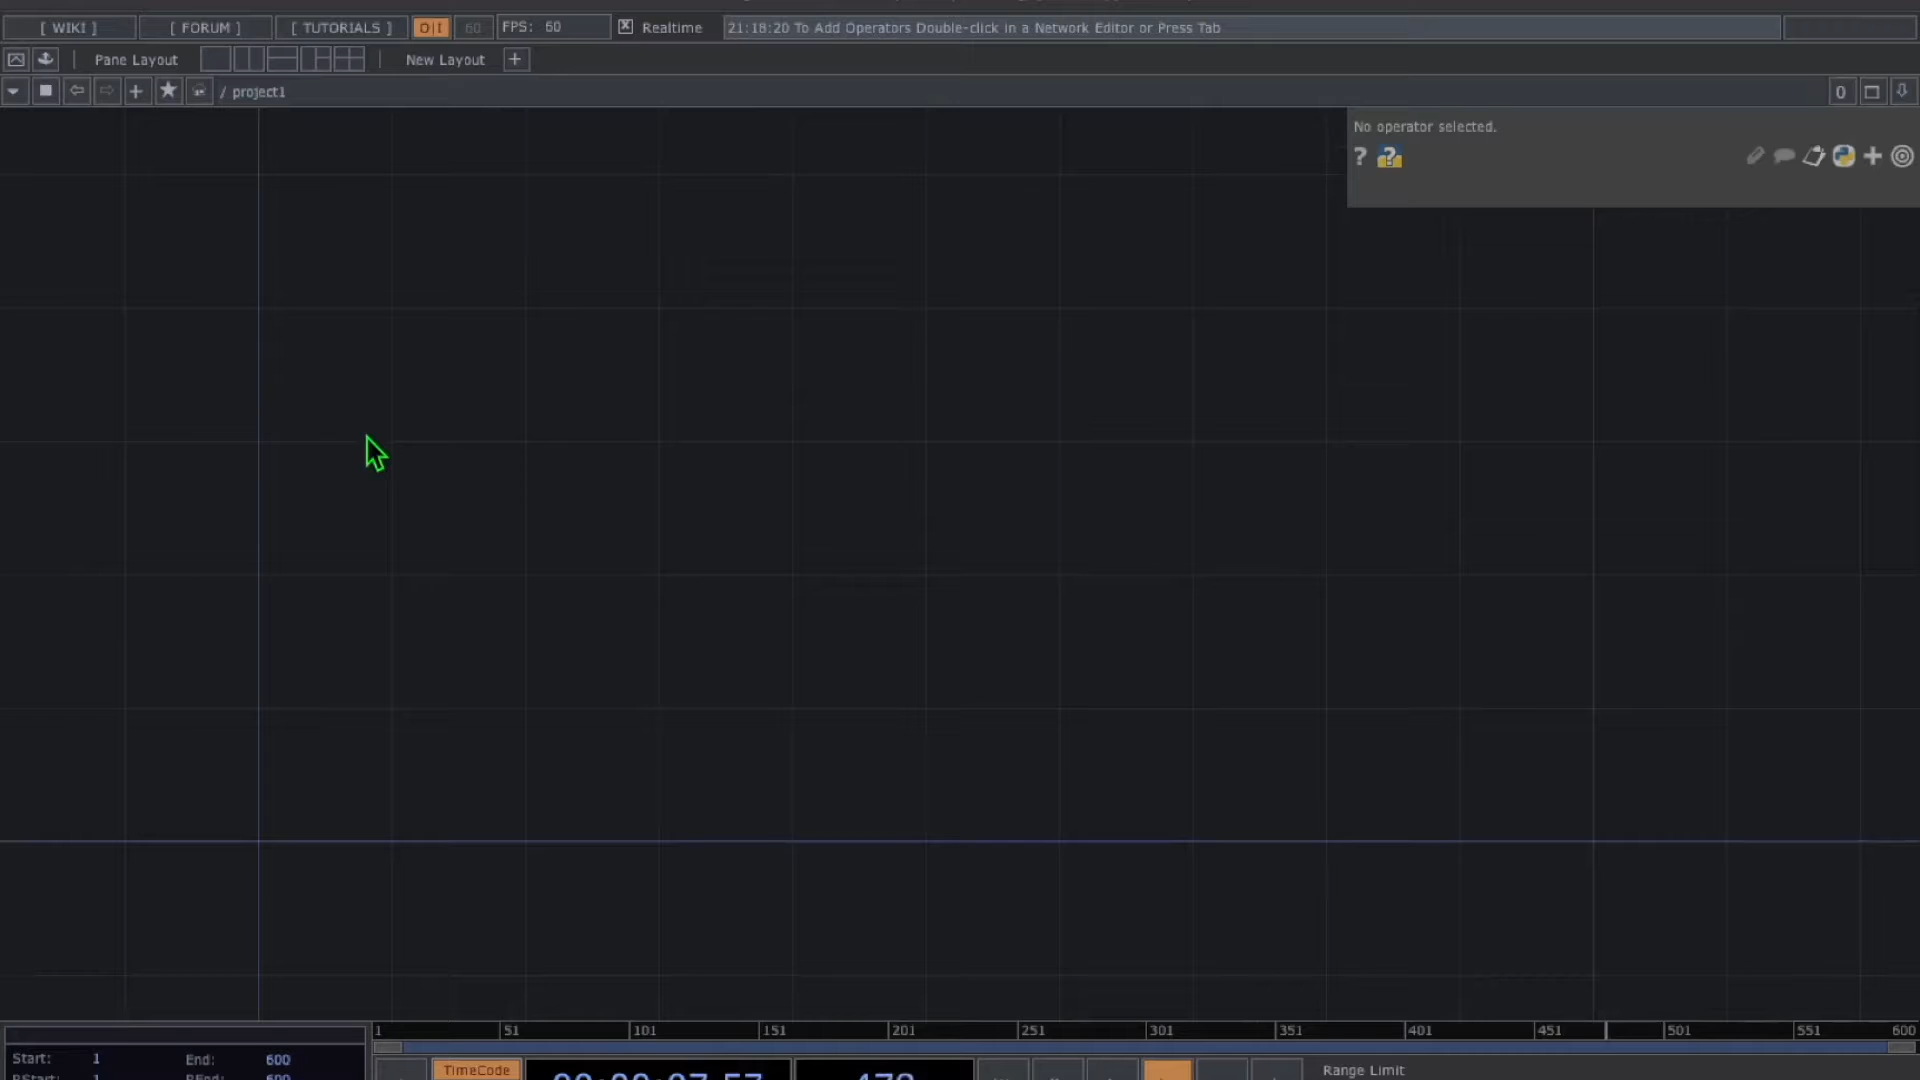 [ WIKI ] [ FORUM ] [ TUTORIALS ] O|I 60 FPS: 60 Realtime 21:18:20 To Add Operators Double-click in a Network Editor or Press Tab
Pane Layout New Layout +
/ project1 0
No operator selected.
1 51 101 151 201 251 301 351 401 451 501 551 600
Start: 1 End: 600
TimeCode Range Limit